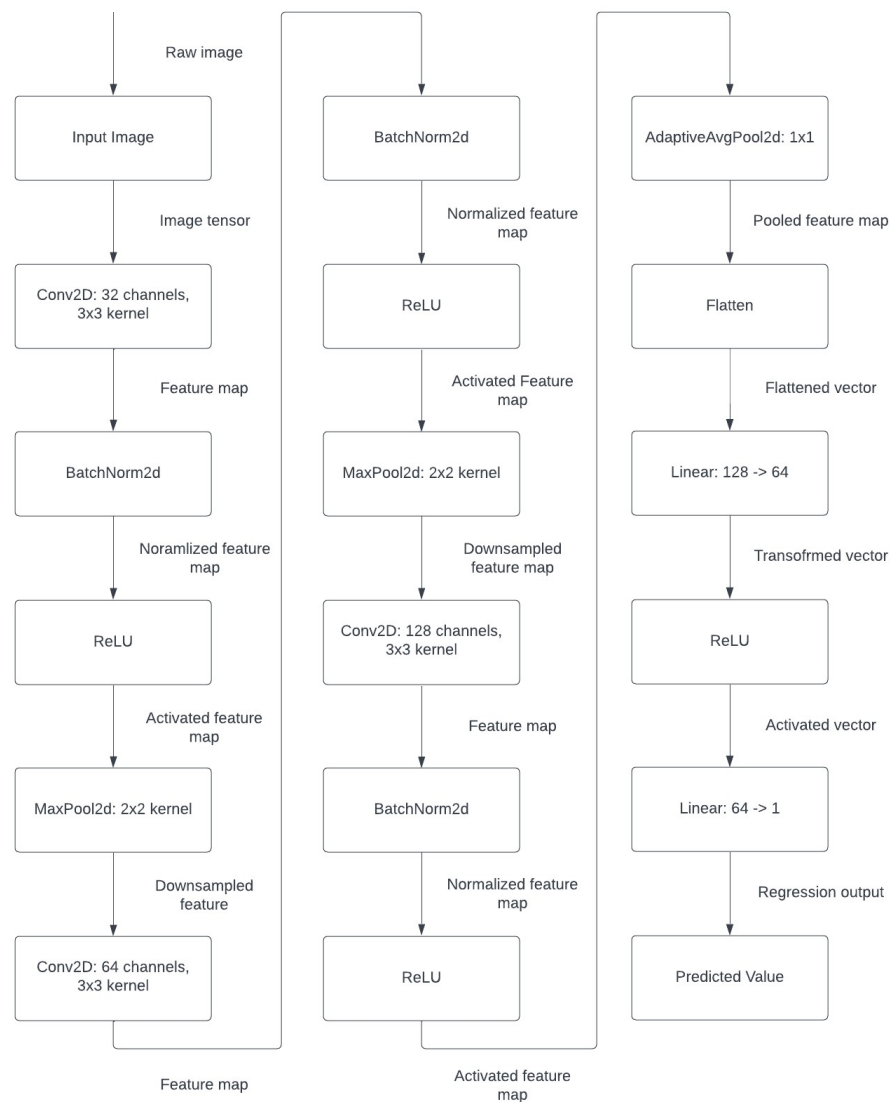 Raw image
Input Image
Image tensor
Conv2D: 32 channels,
3x3 kernel
Feature map
BatchNorm2d
Noramlized feature
map
ReLU
Activated feature
map
MaxPool2d: 2x2 kernel
Downsampled
feature
Conv2D: 64 channels,
3x3 kernel
Feature map
BatchNorm2d
Normalized feature
map
ReLU
Activated Feature
map
MaxPool2d: 2x2 kernel
Downsampled
feature map
Conv2D: 128 channels,
3x3 kernel
Feature map
BatchNorm2d
Normalized feature
map
ReLU
Activated feature
map
AdaptiveAvgPool2d: 1x1
Pooled feature map
Flatten
Flattened vector
Linear: 128 -> 64
Transofrmed vector
ReLU
Activated vector
Linear: 64 -> 1
Regression output
Predicted Value